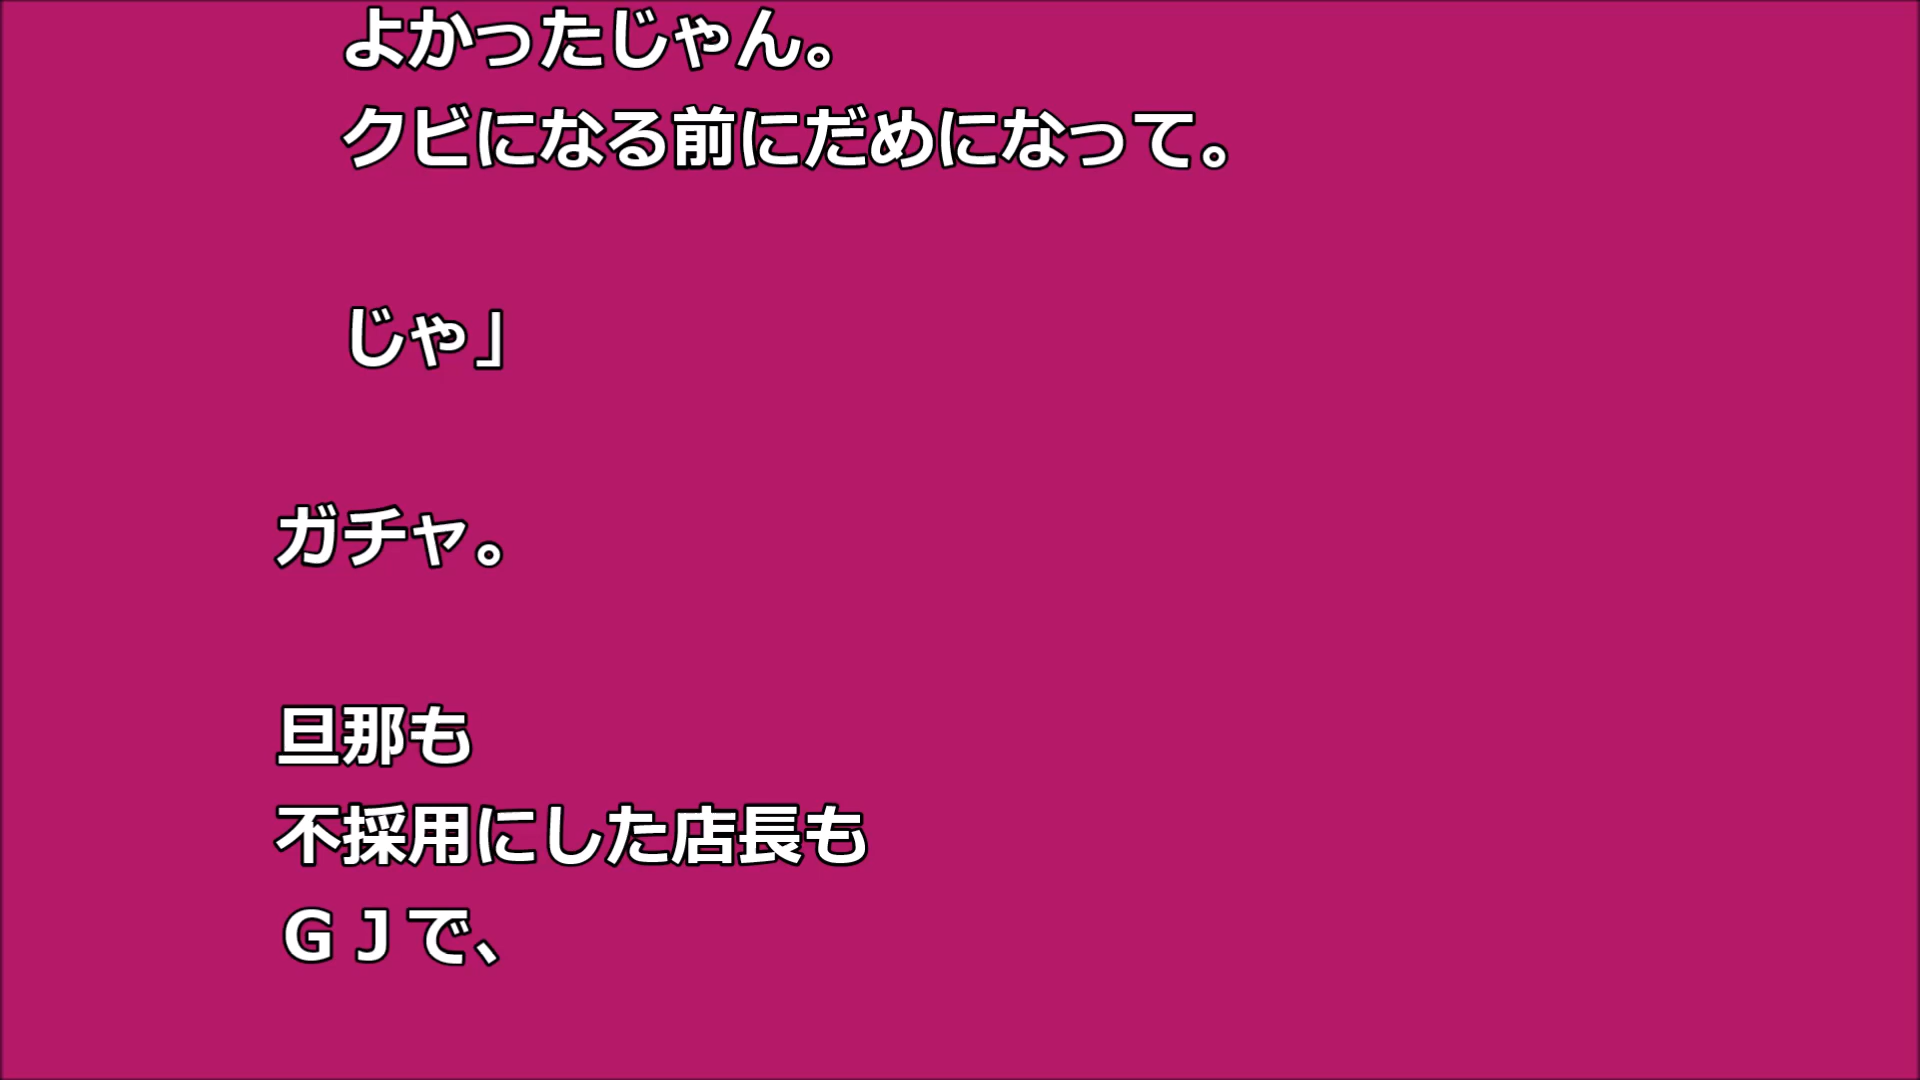 よかったじゃん。
クビになる前にだめになって。
じゃ」
ガチャ。
旦那も
不採用にした店長も
ＧＪで、